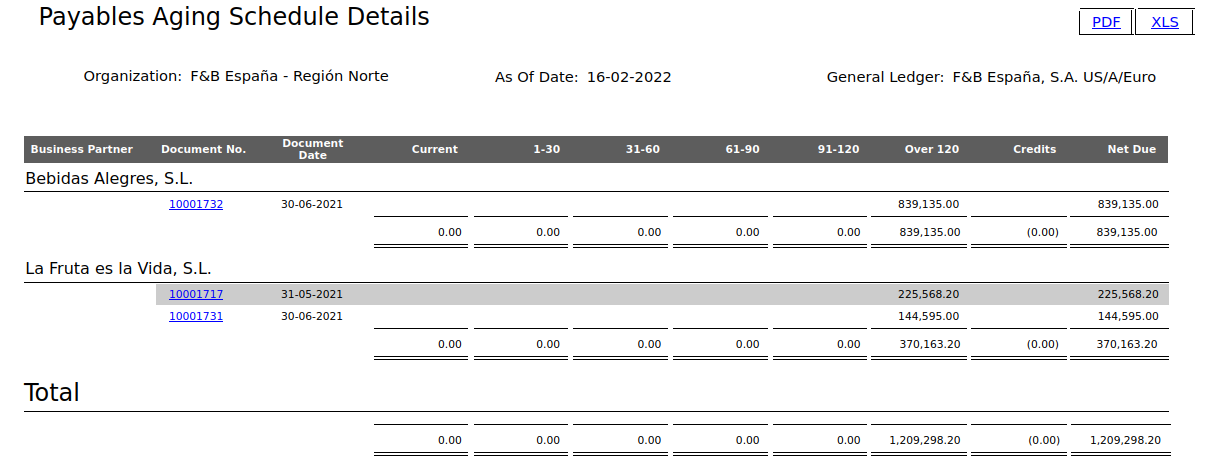 Payables Aging Schedule Details
PDF XLS
Organization: F&B España - Región Norte As Of Date: 16-02-2022 General Ledger: F&B España, S.A. US/A/Euro
Business Partner Document No. Document Date Current 1-30 31-60 61-90 91-120 Over 120 Credits Net Due
Bebidas Alegres, S.L.
10001732 30-06-2021 839,135.00 839,135.00
0.00 0.00 0.00 0.00 0.00 839,135.00 (0.00) 839,135.00
La Fruta es la Vida, S.L.
10001717 31-05-2021 225,568.20 225,568.20
10001731 30-06-2021 144,595.00 144,595.00
0.00 0.00 0.00 0.00 0.00 370,163.20 (0.00) 370,163.20
Total
0.00 0.00 0.00 0.00 0.00 1,209,298.20 (0.00) 1,209,298.20